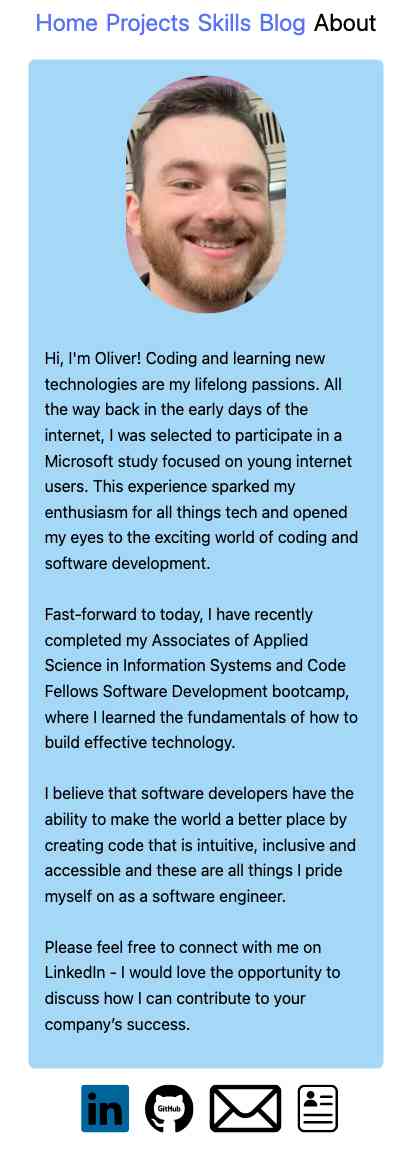 Home Projects Skills Blog About
Hi, I'm Oliver! Coding and learning new
technologies are my lifelong passions. All
the way back in the early days of the
internet, I was selected to participate in a
Microsoft study focused on young internet
users. This experience sparked my
enthusiasm for all things tech and opened
my eyes to the exciting world of coding and
software development.
Fast-forward to today, I have recently
completed my Associates of Applied
Science in Information Systems and Code
Fellows Software Development bootcamp,
where I learned the fundamentals of how to
build effective technology.
I believe that software developers have the
ability to make the world a better place by
creating code that is intuitive, inclusive and
accessible and these are all things I pride
myself on as a software engineer.
Please feel free to connect with me on
LinkedIn - I would love the opportunity to
discuss how I can contribute to your
company’s success.
in GitHub